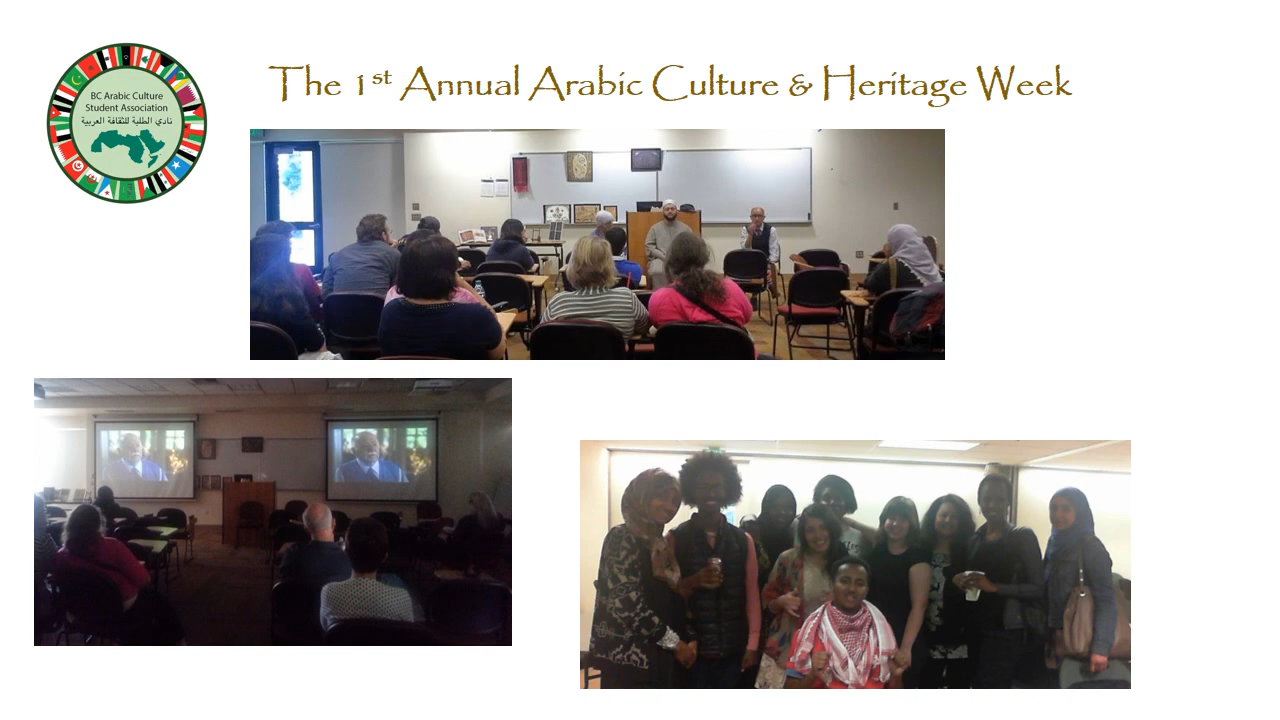 The 1st Annual Arabic Culture & Heritage Week
BC Arabic Culture
Student Association
نادي الطلبة للثقافة العربية